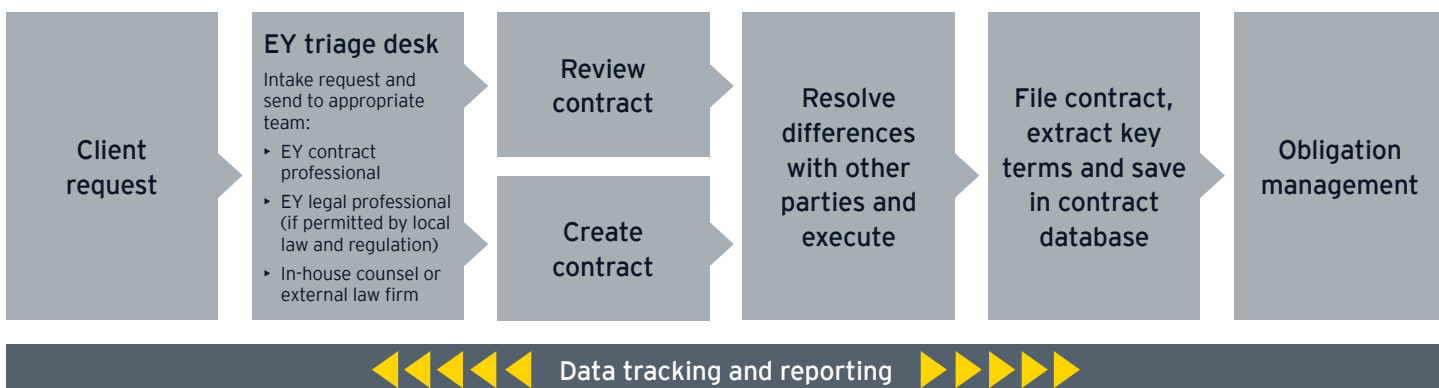 Client
request
EY triage desk
Intake request and
send to appropriate
team:
‣ EY contract
professional
‣ EY legal professional
(if permitted by local
law and regulation)
‣ In-house counsel or
external law firm
Review
contract
Create
contract
Resolve
differences
with other
parties and
execute
File contract,
extract key
terms and save
in contract
database
Obligation
management
Data tracking and reporting